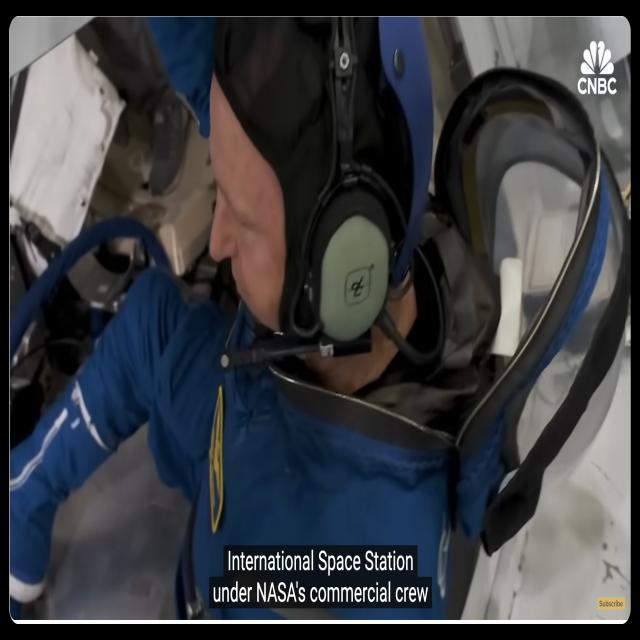 CNBC
International Space Station
under NASA's commercial crew
Subscribe